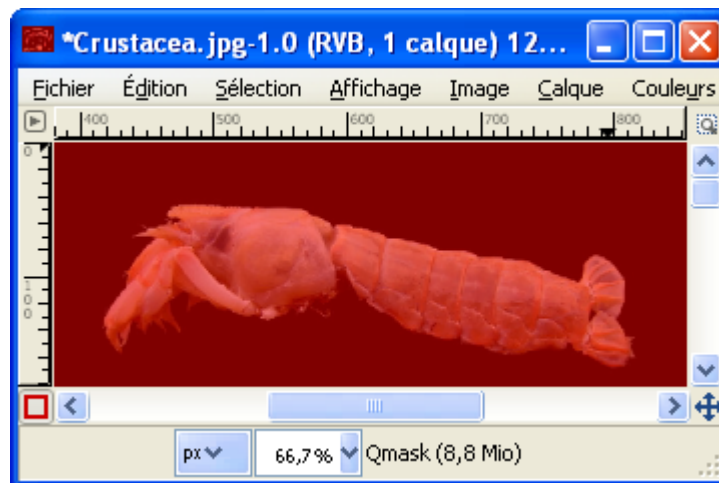 *Crustacea.jpg-1.0 (RVB, 1 calque) 12...
Fichier Édition Sélection Affichage Image Calque Couleurs
400 500 600 700 800
0
100
px 66,7% Qmask (8,8 Mio)